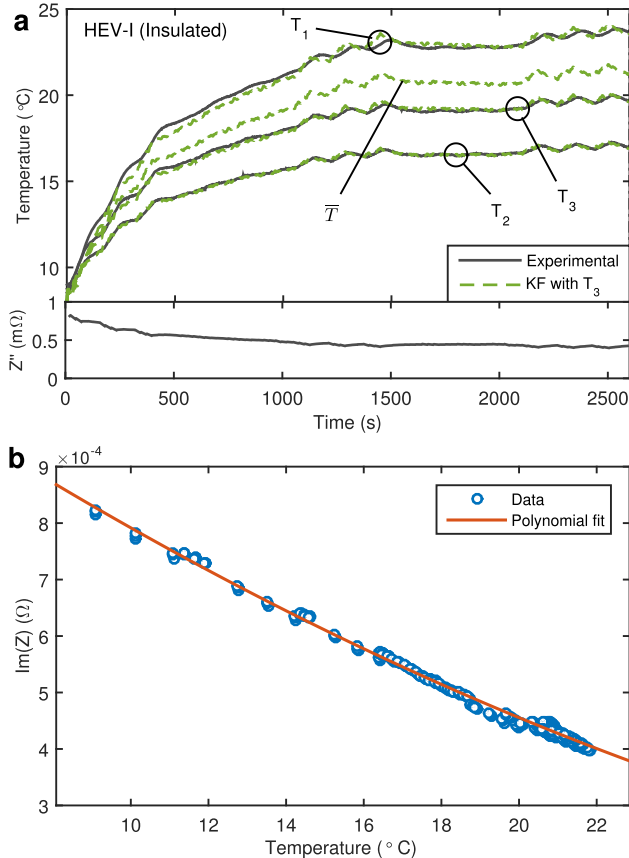 a
HEV-I (Insulated)
T1
25
20
15
10
Temperature (°C)
T̅
T2
T3
Experimental
KF with T3
1
0.5
0
Z'' (mΩ)
0 500 1000 1500 2000 2500
Time (s)
b
×10-4
9
8
7
6
5
4
3
Im(Z) (Ω)
Data
Polynomial fit
10 12 14 16 18 20 22
Temperature (°C)